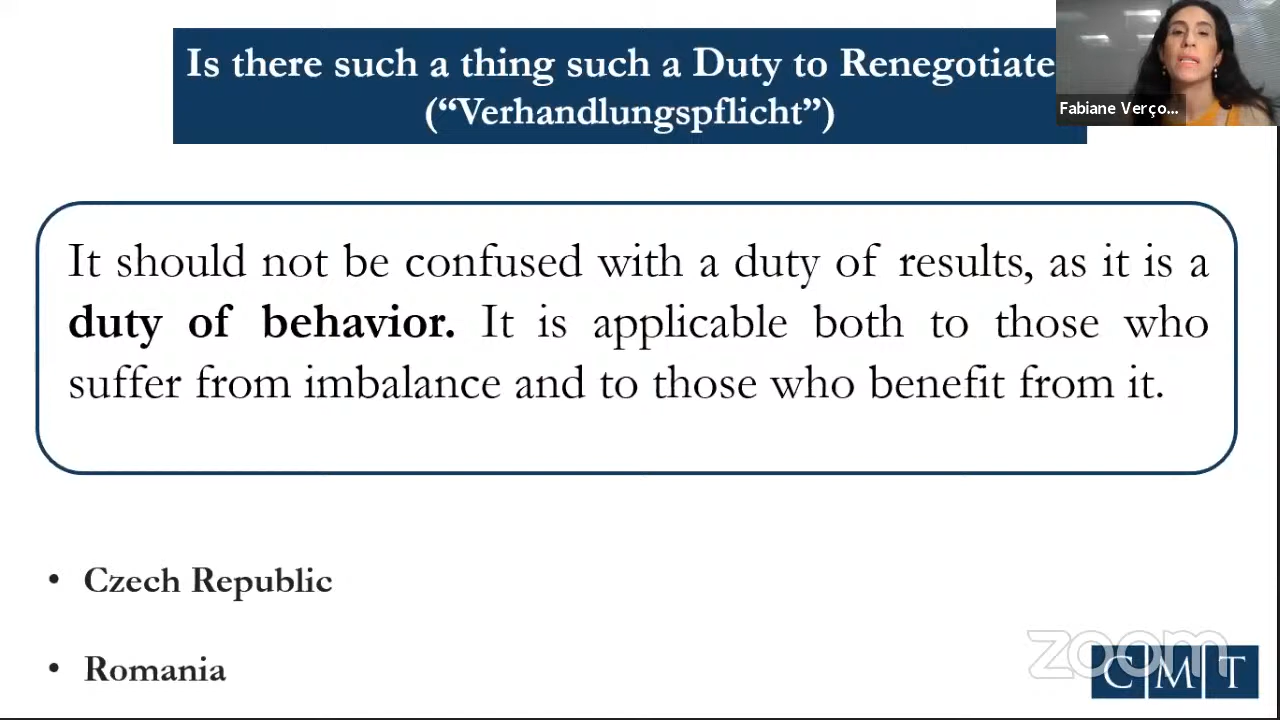 Is there such a thing such a Duty to Renegotiate
(“Verhandlungspflicht”)
Fabiane Verço...
It should not be confused with a duty of results, as it is a
duty of behavior. It is applicable both to those who
suffer from imbalance and to those who benefit from it.
• Czech Republic
• Romania
zoom
C M T